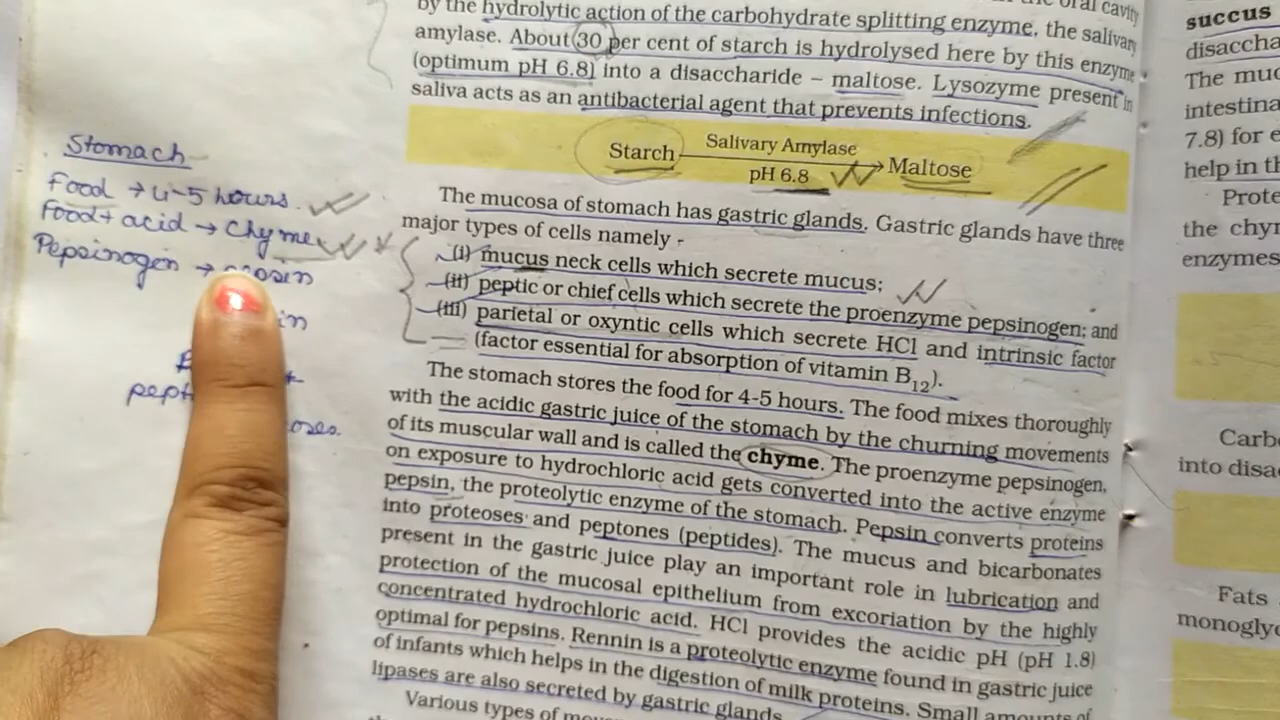 Stomach
Food → 4-5 hours.
Food + acid → Chyme
Pepsinogen →
by the hydrolytic action of the carbohydrate splitting enzyme, the salivary
amylase. About 30 per cent of starch is hydrolysed here by this enzyme
(optimum pH 6.8) into a disaccharide – maltose. Lysozyme present in
saliva acts as an antibacterial agent that prevents infections.
Starch Salivary Amylase pH 6.8 → Maltose
The mucosa of stomach has gastric glands. Gastric glands have three
major types of cells namely -
(i) mucus neck cells which secrete mucus;
(ii) peptic or chief cells which secrete the proenzyme pepsinogen; and
(iii) parietal or oxyntic cells which secrete HCl and intrinsic factor
(factor essential for absorption of vitamin B12).
The stomach stores the food for 4-5 hours. The food mixes thoroughly
with the acidic gastric juice of the stomach by the churning movements
of its muscular wall and is called the chyme. The proenzyme pepsinogen,
on exposure to hydrochloric acid gets converted into the active enzyme
pepsin, the proteolytic enzyme of the stomach. Pepsin converts proteins
into proteoses and peptones (peptides). The mucus and bicarbonates
present in the gastric juice play an important role in lubrication and
protection of the mucosal epithelium from excoriation by the highly
concentrated hydrochloric acid. HCl provides the acidic pH (pH 1.8)
optimal for pepsins. Rennin is a proteolytic enzyme found in gastric juice
of infants which helps in the digestion of milk proteins. Small amounts of
lipases are also secreted by gastric glands.
Various types of
succus
disaccha
The muc
intestina
7.8) for e
help in th
Prote
the chyr
enzymes
Carb
into disa
Fats
monogly